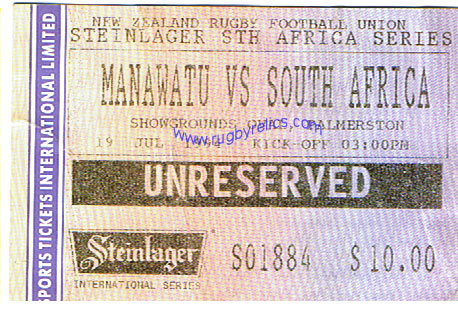 SPORTS TICKETS INTERNATIONAL LIMITED
NEW ZEALAND RUGBY FOOTBALL UNION
STEINLAGER STH AFRICA SERIES
MANAWATU VS SOUTH AFRICA
SHOWGROUNDS OVAL PALMERSTON
www.rugbyrelics.com
19 JUL KICK-OFF 03:00PM
UNRESERVED
Steinlager
INTERNATIONAL SERIES
S01884 $10.00